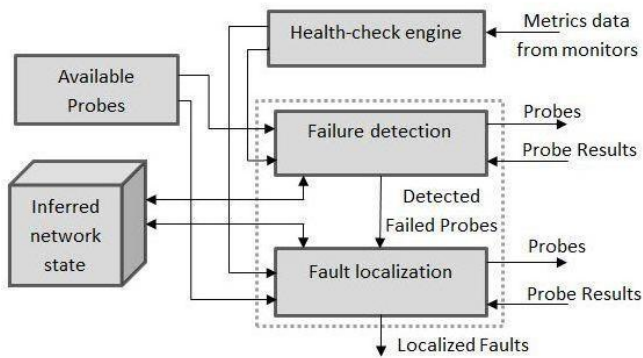 Health-check engine
Metrics data
from monitors
Available
Probes
Failure detection
Probes
Probe Results
Inferred
network
state
Detected
Failed Probes
Fault localization
Probes
Probe Results
Localized Faults